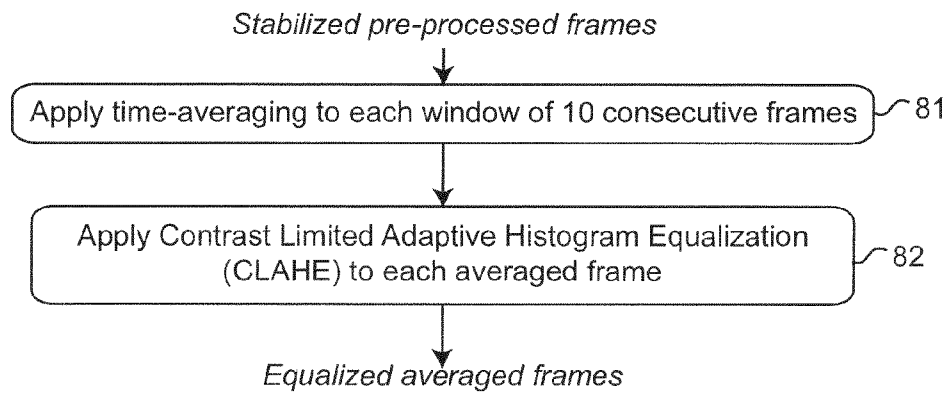 Stabilized pre-processed frames
Apply time-averaging to each window of 10 consecutive frames
81
Apply Contrast Limited Adaptive Histogram Equalization
(CLAHE) to each averaged frame
82
Equalized averaged frames